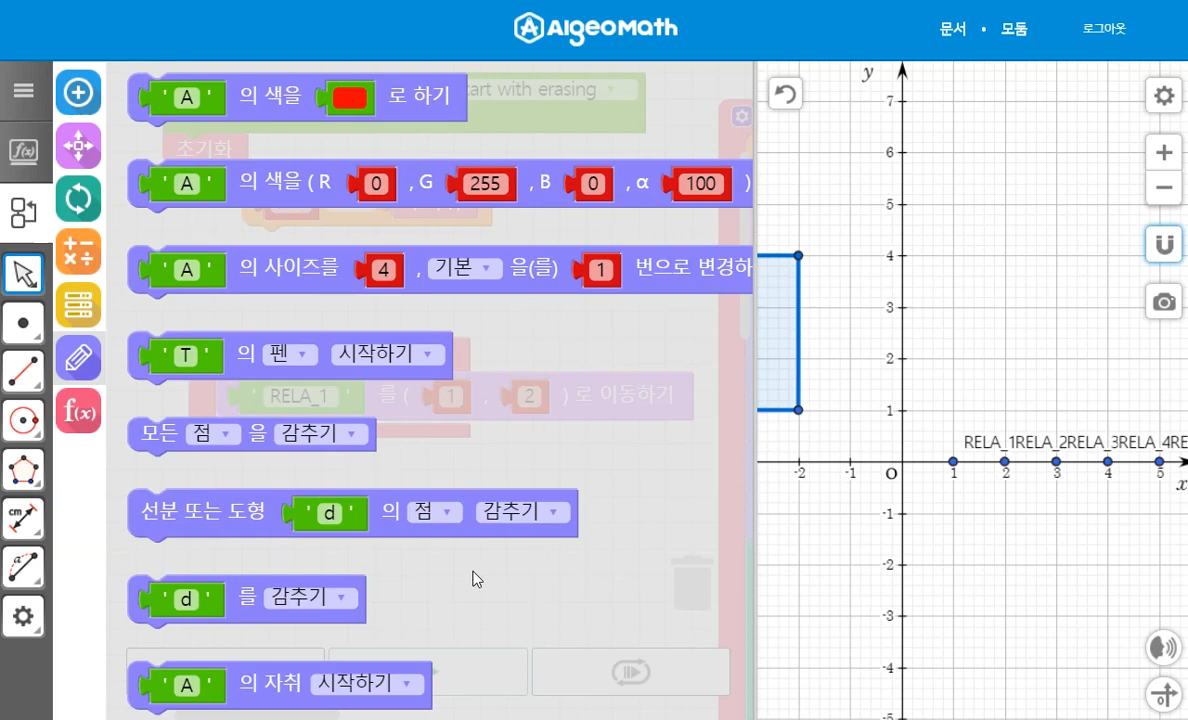 AlgeoMath
문서 • 모둠 로그아웃
' A ' 의 색을 로 하기
art with erasing
초기화
' A ' 의 색을 ( R 0 , G 255 , B 0 , α 100 )
' A ' 의 사이즈를 4 , 기본 을(를) 1 번으로 변경하
' T ' 의 펜 시작하기
' RELA_1 ' 를 ( 1 , 2 ) 로 이동하기
모든 점 을 감추기
선분 또는 도형 ' d ' 의 점 감추기
' d ' 를 감추기
' A ' 의 자취 시작하기
f(x)
f(x)
cm
a
y
7
6
5
4
3
2
1
RELA_1RELA_2RELA_3RELA_4RE
-2 -1 O 1 2 3 4 5 x
-1
-2
-3
-4
-5